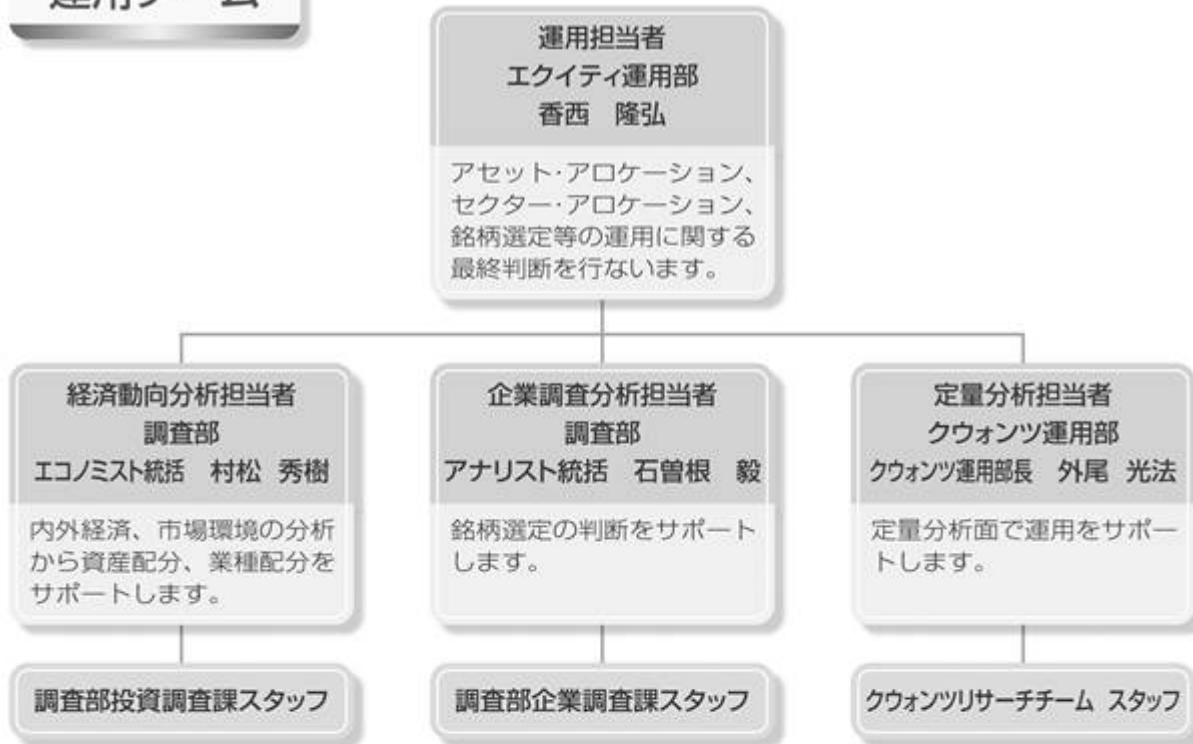 運用チーム
運用担当者
エクイティ運用部
香西 隆弘
アセット・アロケーション、
セクター・アロケーション、
銘柄選定等の運用に関する
最終判断を行ないます。
経済動向分析担当者
調査部
エコノミスト統括 村松 秀樹
内外経済、市場環境の分析
から資産配分、業種配分を
サポートします。
企業調査分析担当者
調査部
アナリスト統括 石曽根 毅
銘柄選定の判断をサポート
します。
定量分析担当者
クウォンツ運用部
クウォンツ運用部長 外尾 光法
定量分析面で運用をサポー
トします。
調査部投資調査課スタッフ
調査部企業調査課スタッフ
クウォンツリサーチチーム スタッフ